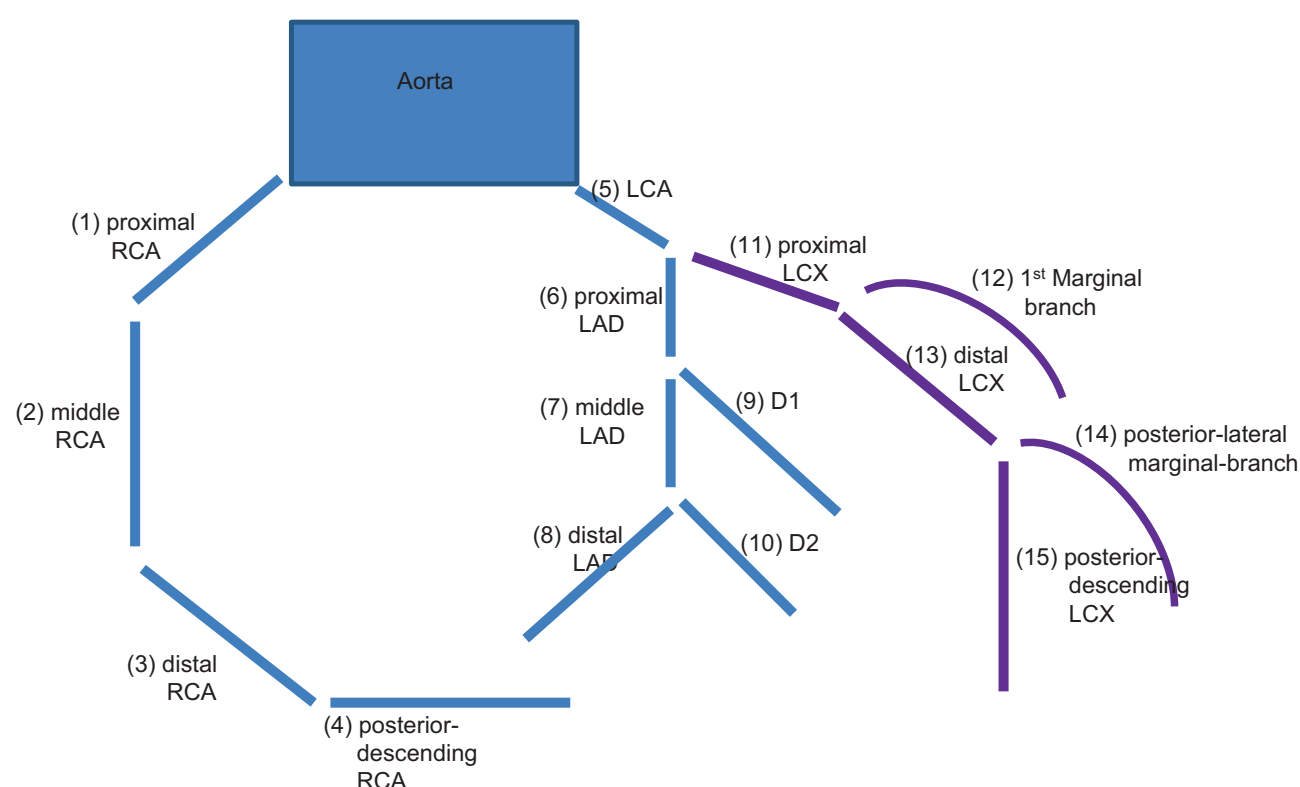 Aorta
(5) LCA
(1) proximal
RCA
(11) proximal
LCX
(12) 1st Marginal
branch
(6) proximal
LAD
(13) distal
LCX
(2) middle
RCA
(7) middle
LAD
(9) D1
(14) posterior-lateral
marginal-branch
(8) distal
LAD
(10) D2
(15) posterior-
descending
LCX
(3) distal
RCA
(4) posterior-
descending
RCA